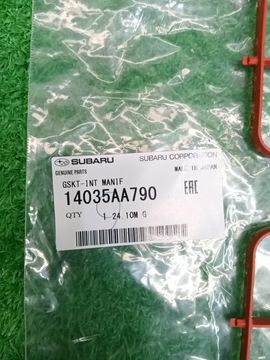 SUBARU SUBARU CORPORATION
GENUINE PARTS MADE IN JAPAN
GSKT-INT MANIF
14035AA790 EAC
QTY 1 24.10M G